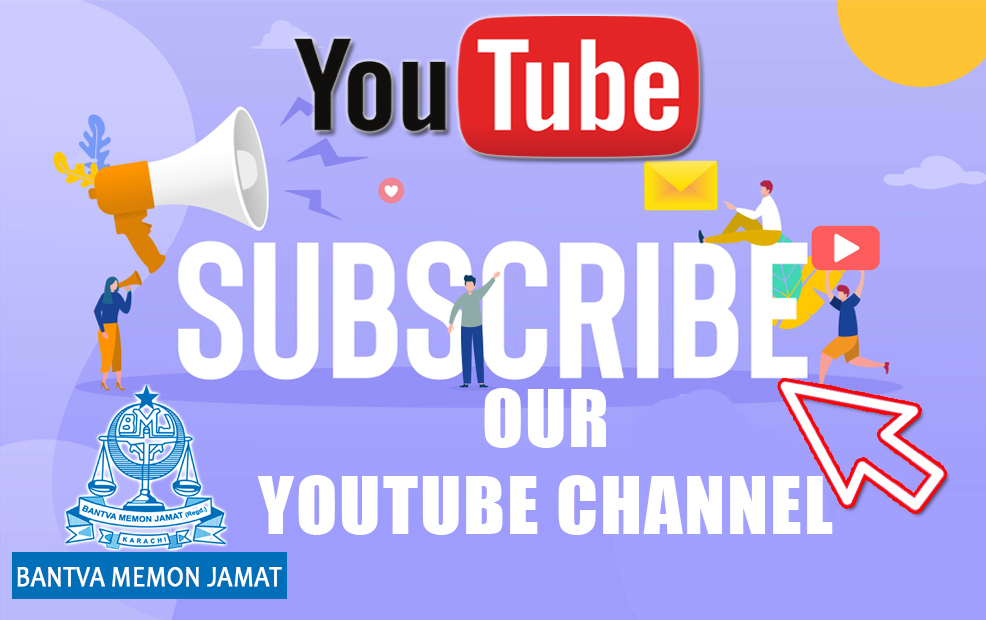 YouTube
SUBSCRIBE
OUR
YOUTUBE CHANNEL
BMJ
BANTVA MEMON JAMAT (Regd.)
KARACHI
BANTVA MEMON JAMAT